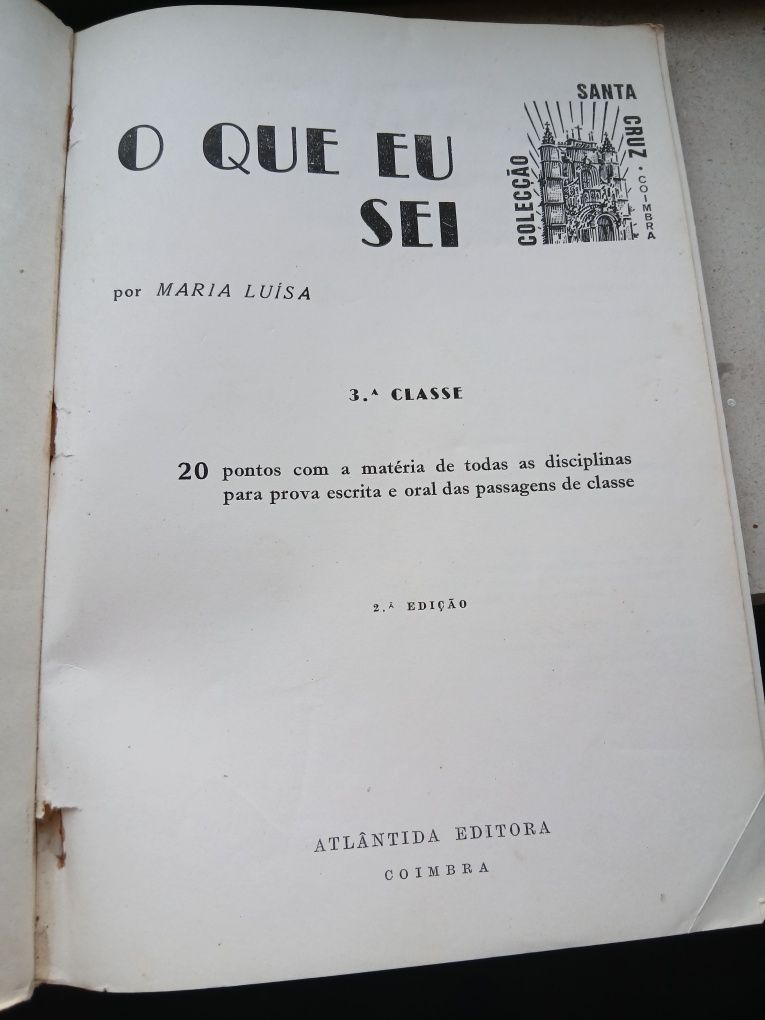 O QUE EU
SEI
COLECÇÃO
SANTA
CRUZ · COIMBRA
por MARIA LUÍSA
3.ᴬ CLASSE
20 pontos com a matéria de todas as disciplinas
para prova escrita e oral das passagens de classe
2.ᴬ EDIÇÃO
ATLÂNTIDA EDITORA
COIMBRA